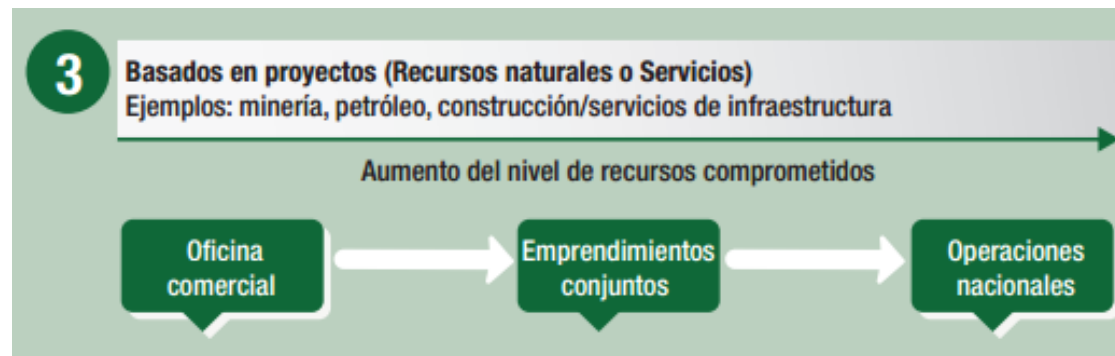 3
Basados en proyectos (Recursos naturales o Servicios)
Ejemplos: minería, petróleo, construcción/servicios de infraestructura
Aumento del nivel de recursos comprometidos
Oficina
comercial
Emprendimientos
conjuntos
Operaciones
nacionales